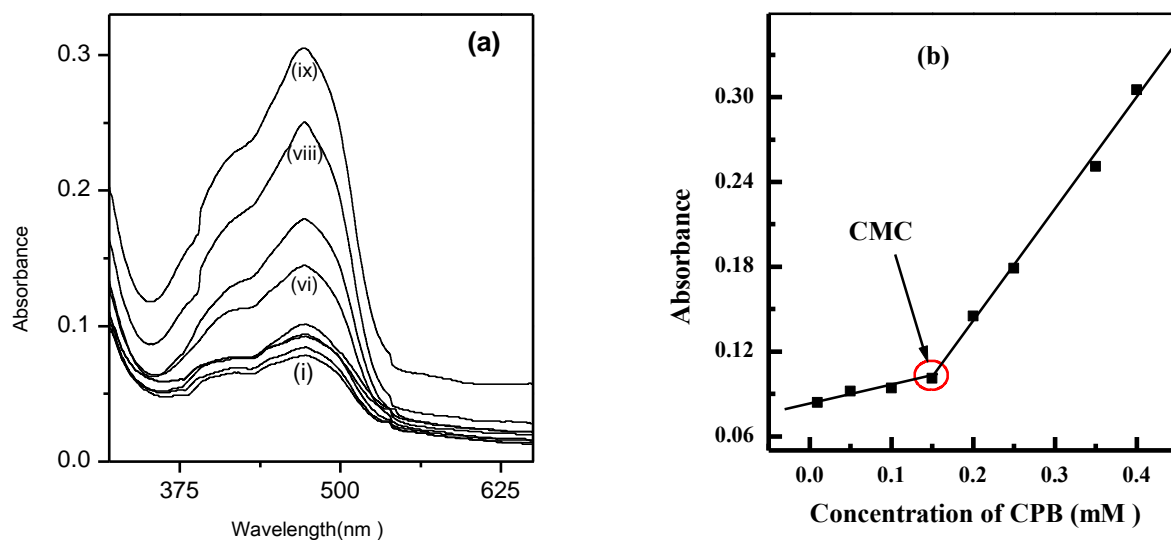 (a)
0.3
0.2
0.1
0.0
Absorbance
(ix)
(viii)
(vi)
(i)
375
500
625
Wavelength(nm )
(b)
0.30
0.24
0.18
0.12
0.06
Absorbance
CMC
0.0
0.1
0.2
0.3
0.4
Concentration of CPB (mM )